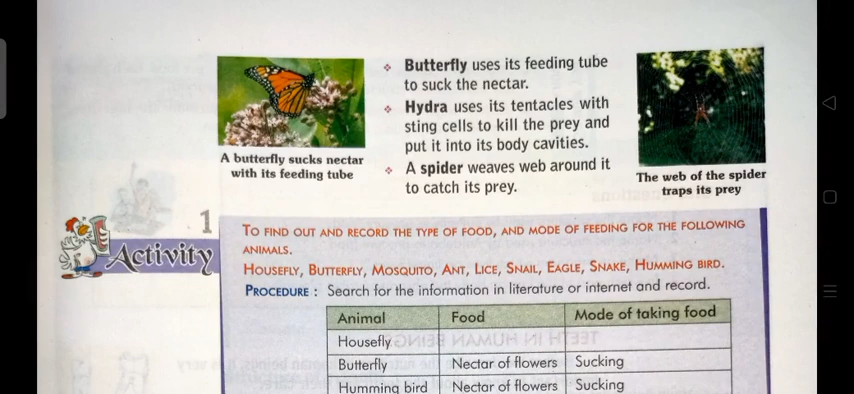 ❖ Butterfly uses its feeding tube
to suck the nectar.
❖ Hydra uses its tentacles with
sting cells to kill the prey and
put it into its body cavities.
❖ A spider weaves web around it
to catch its prey.
A butterfly sucks nectar
with its feeding tube
The web of the spider
traps its prey
1
Activity
TO FIND OUT AND RECORD THE TYPE OF FOOD, AND MODE OF FEEDING FOR THE FOLLOWING
ANIMALS.
HOUSEFLY, BUTTERFLY, MOSQUITO, ANT, LICE, SNAIL, EAGLE, SNAKE, HUMMING BIRD.
PROCEDURE : Search for the information in literature or internet and record.
Animal Food Mode of taking food
Housefly
Butterfly Nectar of flowers Sucking
Humming bird Nectar of flowers Sucking